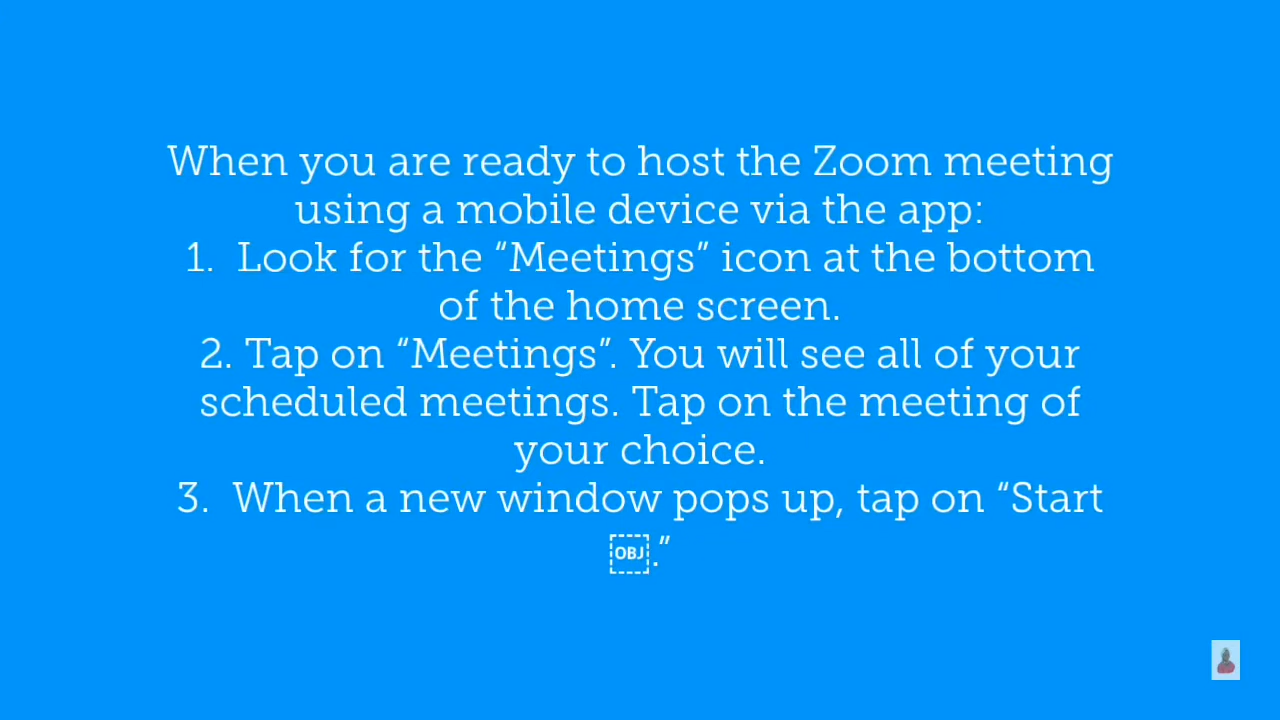 When you are ready to host the Zoom meeting
using a mobile device via the app:
1.  Look for the “Meetings” icon at the bottom
of the home screen.
2. Tap on “Meetings”. You will see all of your
scheduled meetings. Tap on the meeting of
your choice.
3.  When a new window pops up, tap on “Start
￼.”